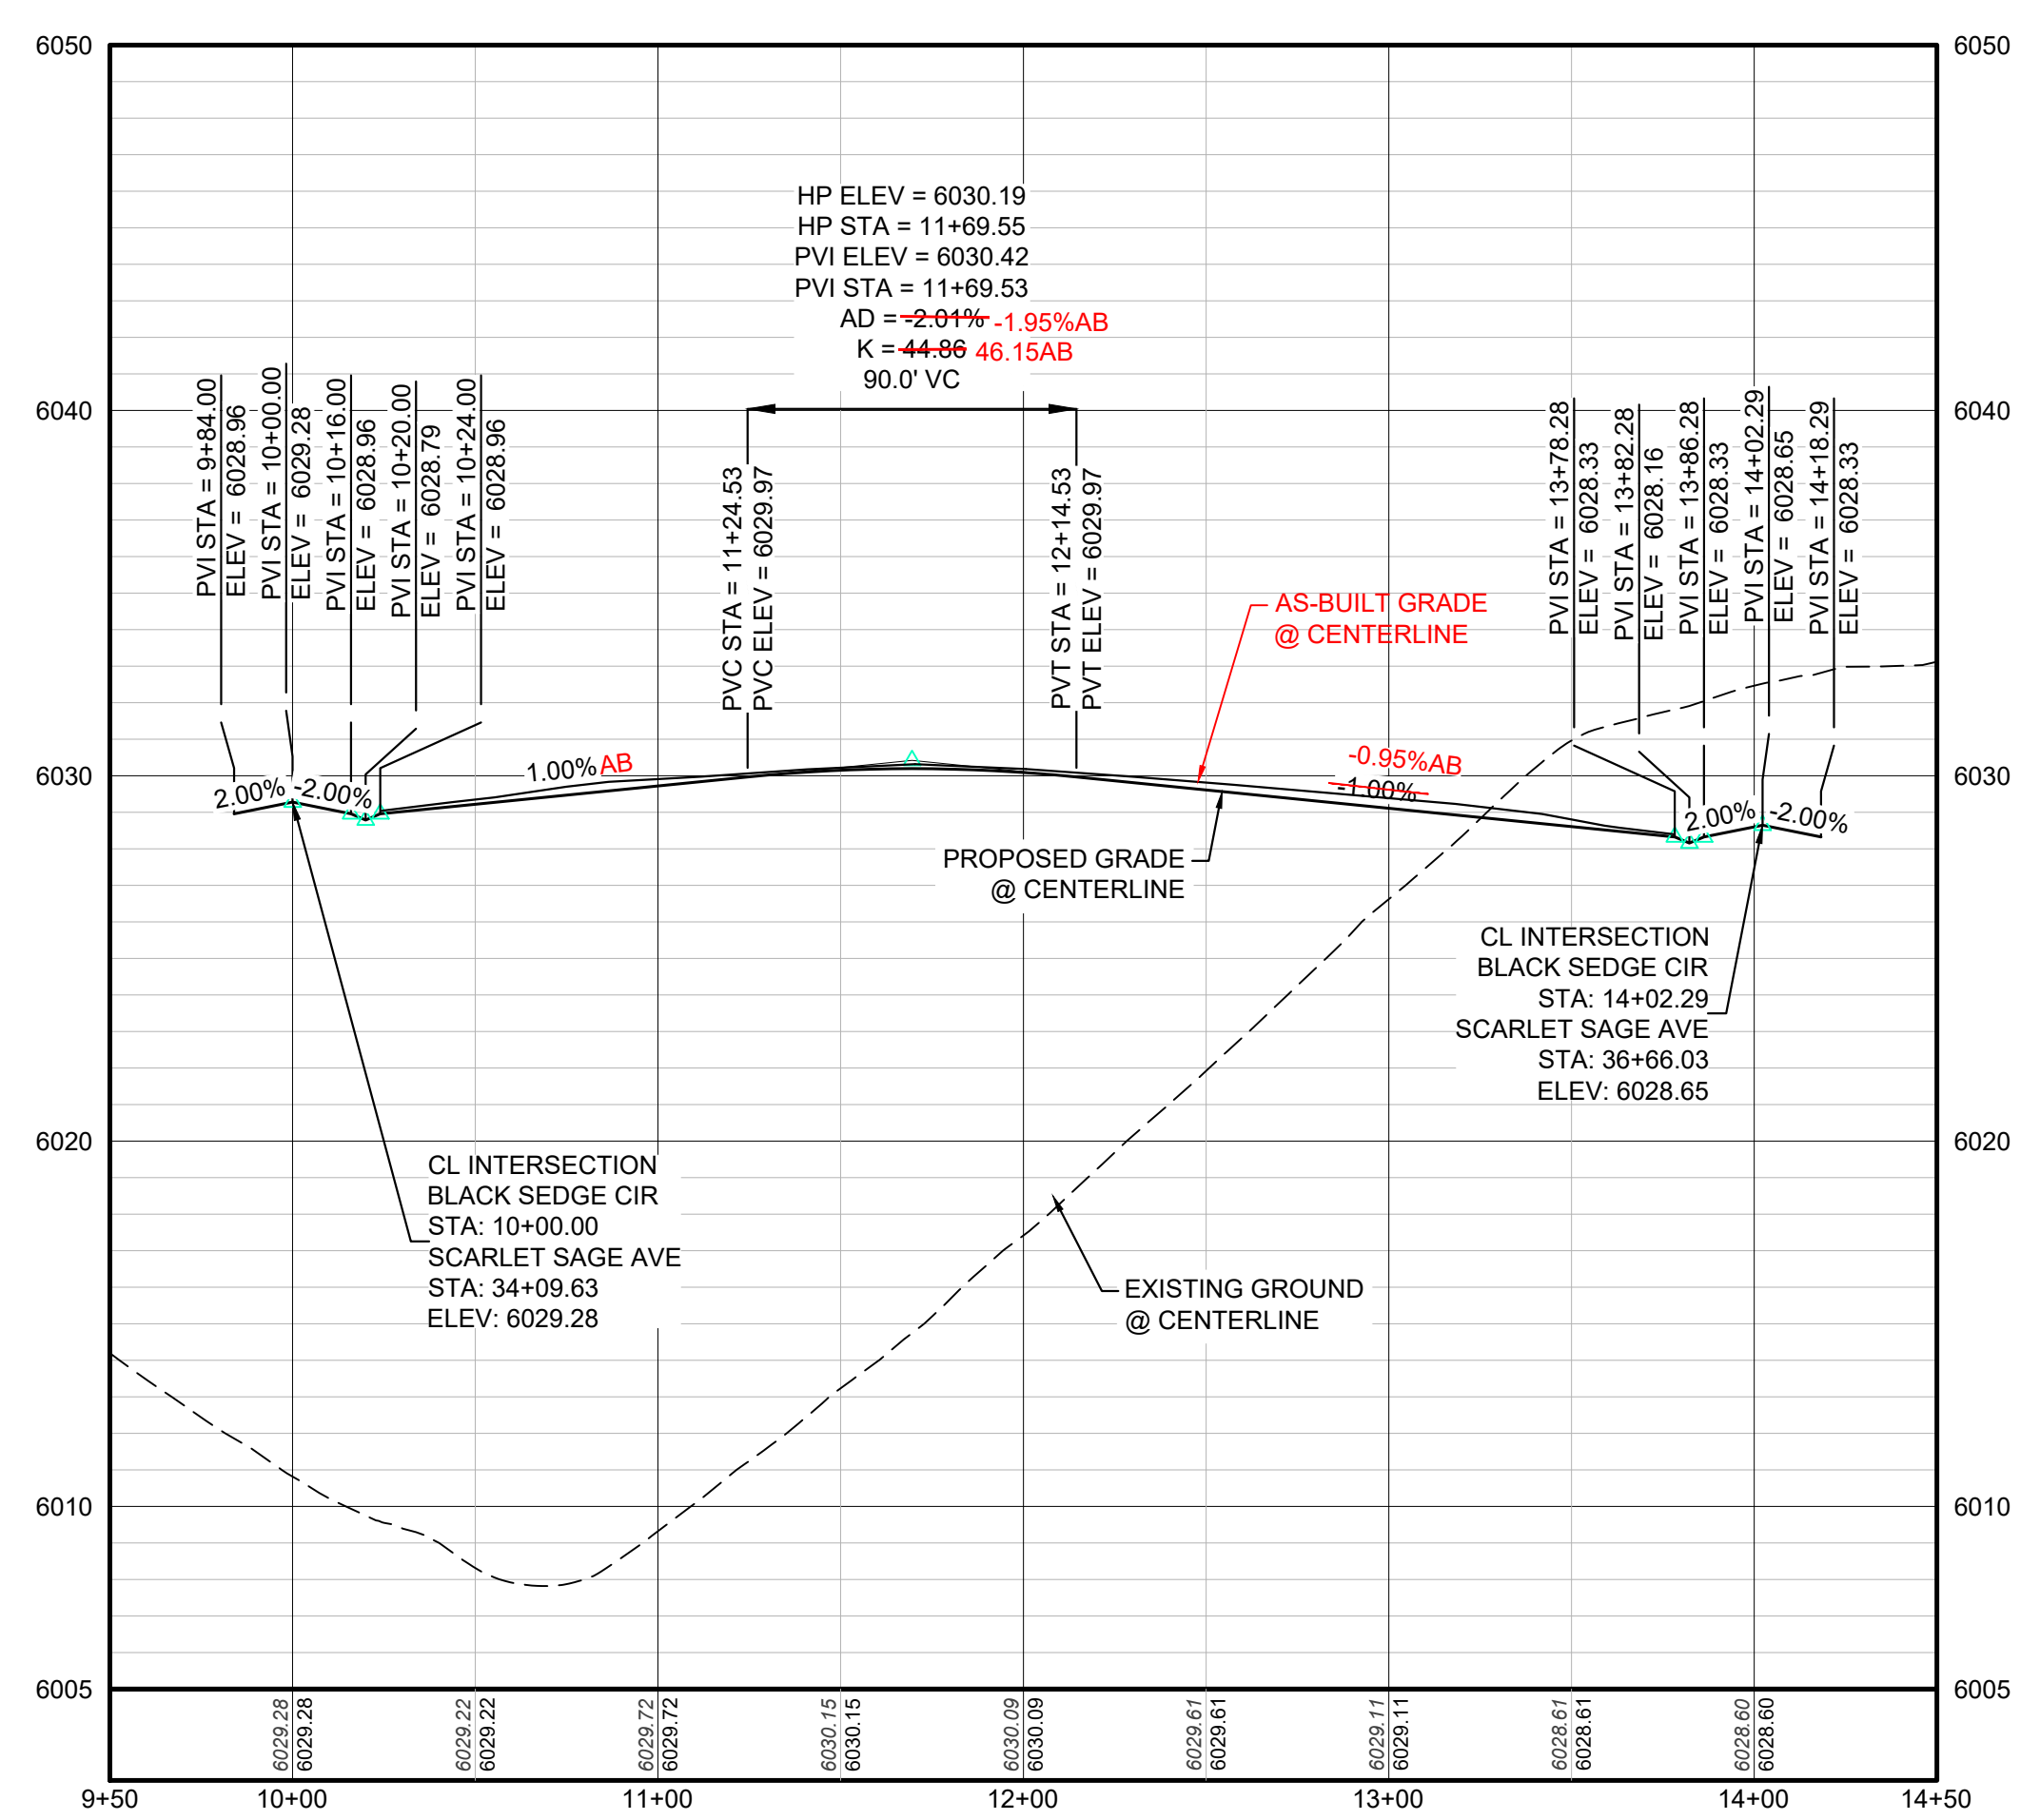 6050
6050
HP ELEV = 6030.19
HP STA = 11+69.55
PVI ELEV = 6030.42
PVI STA = 11+69.53
AD = -2.01% -1.95%AB
K = 44.86 46.15AB
90.0' VC
6040
6040
PVI STA = 9+84.00
ELEV = 6028.96
PVI STA = 10+00.00
ELEV = 6029.28
PVI STA = 10+16.00
ELEV = 6028.96
PVI STA = 10+20.00
ELEV = 6028.79
PVI STA = 10+24.00
ELEV = 6028.96
PVC STA = 11+24.53
PVC ELEV = 6029.97
PVT STA = 12+14.53
PVT ELEV = 6029.97
PVI STA = 13+78.28
ELEV = 6028.33
PVI STA = 13+82.28
ELEV = 6028.16
PVI STA = 13+86.28
ELEV = 6028.33
PVI STA = 14+02.29
ELEV = 6028.65
PVI STA = 14+18.29
ELEV = 6028.33
AS-BUILT GRADE
@ CENTERLINE
6030
6030
2.00%
-2.00%
1.00%AB
-0.95%AB
-1.00%
2.00%
-2.00%
PROPOSED GRADE
@ CENTERLINE
CL INTERSECTION
BLACK SEDGE CIR
STA: 14+02.29
SCARLET SAGE AVE
STA: 36+66.03
ELEV: 6028.65
6020
6020
CL INTERSECTION
BLACK SEDGE CIR
STA: 10+00.00
SCARLET SAGE AVE
STA: 34+09.63
ELEV: 6029.28
EXISTING GROUND
@ CENTERLINE
6010
6010
6005
6005
6029.28
6029.28
6029.22
6029.22
6029.72
6029.72
6030.15
6030.15
6030.09
6030.09
6029.61
6029.61
6029.11
6029.11
6028.61
6028.61
6028.60
6028.60
9+50
10+00
11+00
12+00
13+00
14+00
14+50